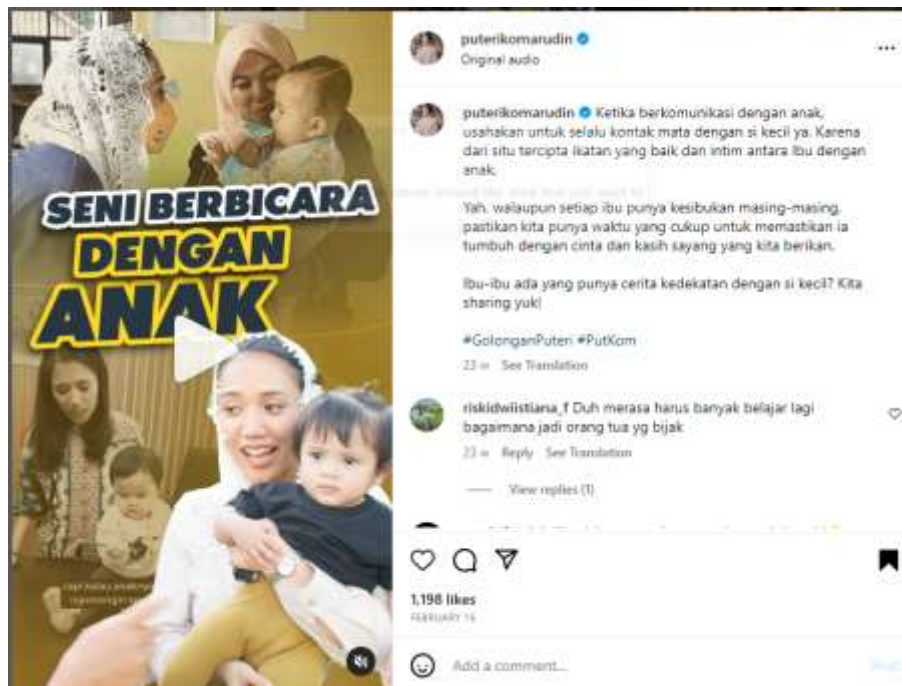 SENI BERBICARA
DENGAN
ANAK
puterikomarudin
Original audio
puterikomarudin Ketika berkomunikasi dengan anak,
usahakan untuk selalu kontak mata dengan si kecil ya. Karena
dari situ tercipta ikatan yang baik dan intim antara Ibu dengan
anak.
Yah, walaupun setiap ibu punya kesibukan masing-masing,
pastikan kita punya waktu yang cukup untuk memastikan ia
tumbuh dengan cinta dan kasih sayang yang kita berikan.
Ibu-ibu ada yang punya cerita kedekatan dengan si kecil? Kita
sharing yuk!
#GolonganPuteri #PutKom
23 w See Translation
riskidwiistiana_f Duh merasa harus banyak belajar lagi
bagaimana jadi orang tua yg bijak
23 w Reply See Translation
View replies (1)
1.198 likes
FEBRUARY 15
Add a comment...
Post